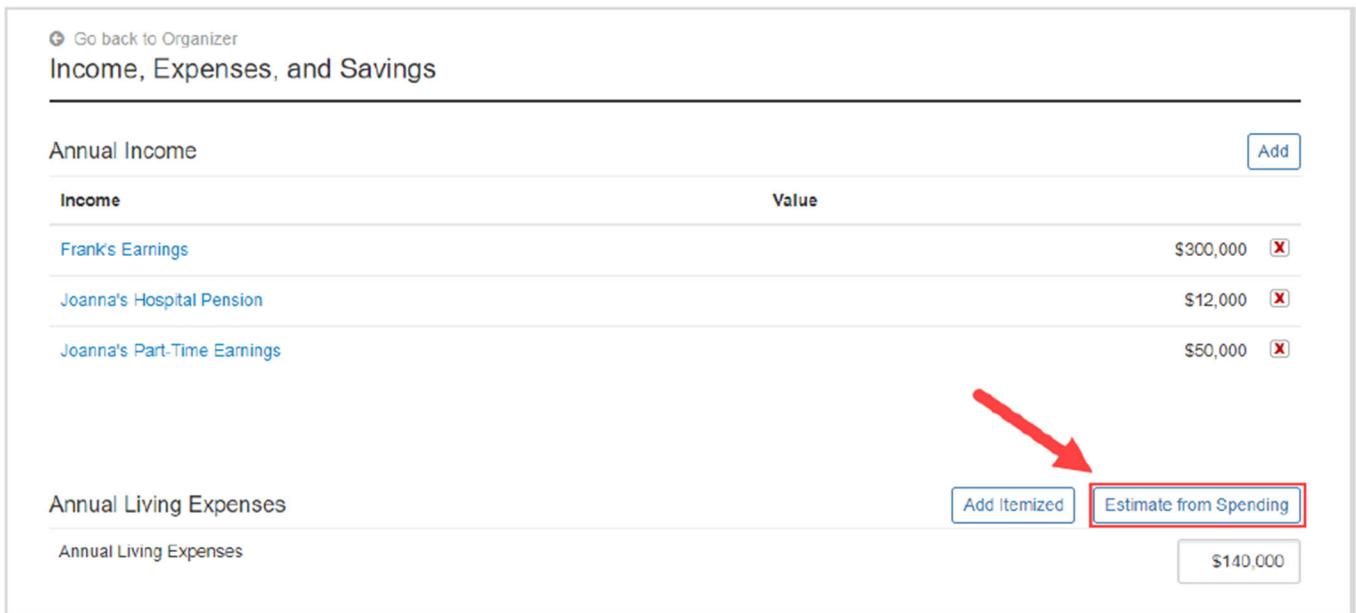 Go back to Organizer
Income, Expenses, and Savings
Annual Income Add
Income Value
Frank's Earnings $300,000 X
Joanna's Hospital Pension $12,000 X
Joanna's Part-Time Earnings $50,000 X
Annual Living Expenses Add Itemized Estimate from Spending
Annual Living Expenses $140,000